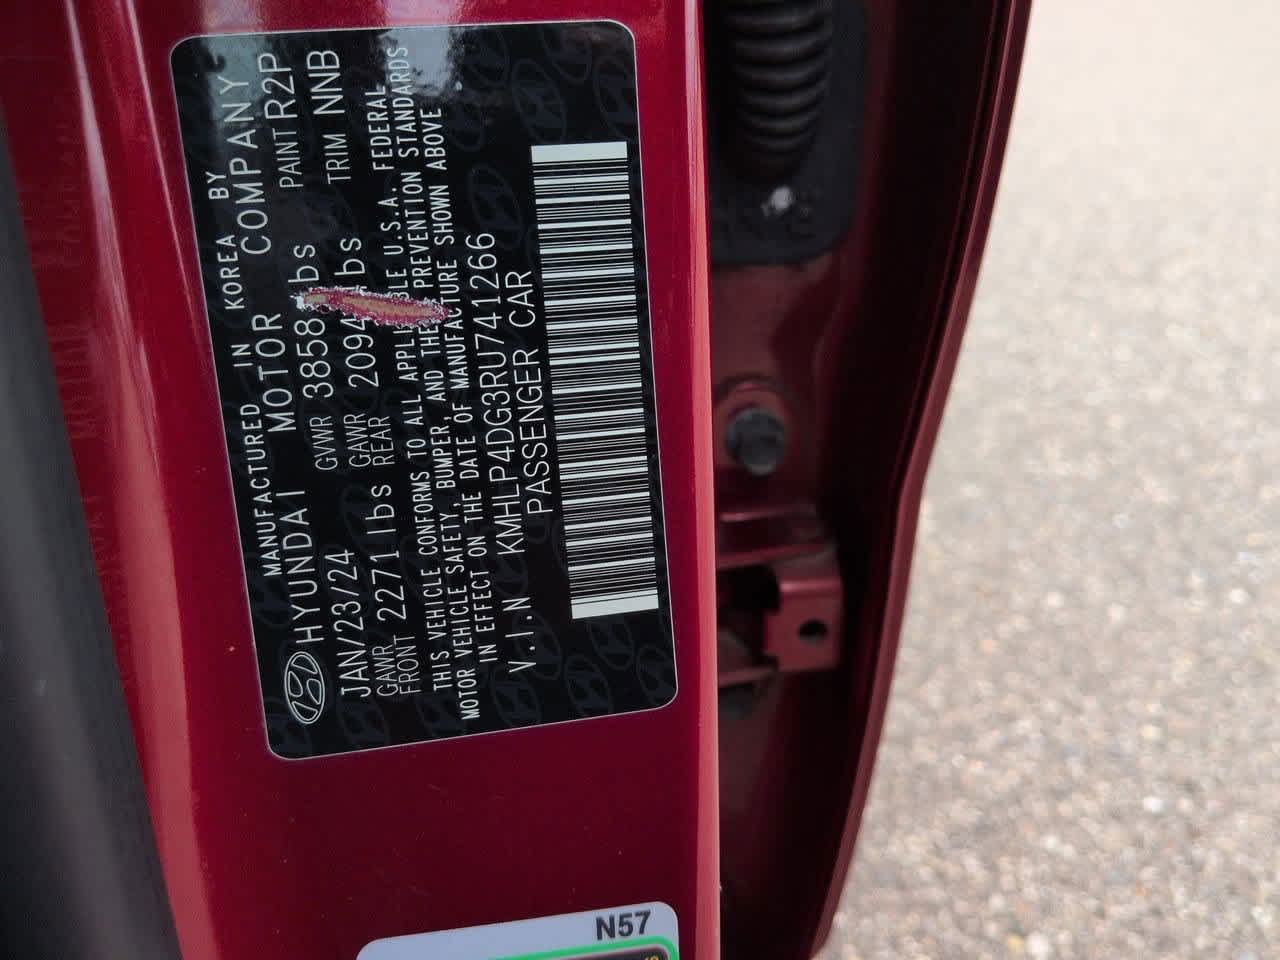 MANUFACTURED IN KOREA BY
HYUNDAI MOTOR COMPANY
JAN/23/24 GVWR 3858 lbs PAINT R2P
GAWR FRONT 2271 lbs GAWR REAR 2094 lbs TRIM NNB
THIS VEHICLE CONFORMS TO ALL APPLICABLE U.S.A. FEDERAL
MOTOR VEHICLE SAFETY, BUMPER, AND THE PREVENTION STANDARDS
IN EFFECT ON THE DATE OF MANUFACTURE SHOWN ABOVE
V.I.N KMHLP4DG3RU741266
PASSENGER CAR
N57